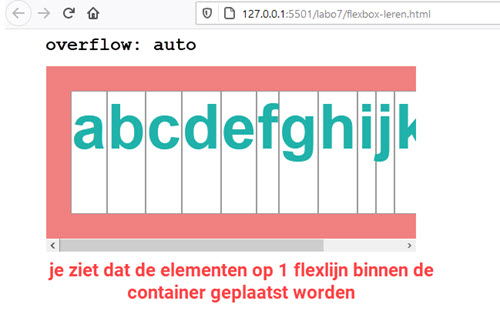 127.0.0.1:5501/labo7/flexbox-leren.html
overflow: auto
abcdefghijk
je ziet dat de elementen op 1 flexlijn binnen de
container geplaatst worden